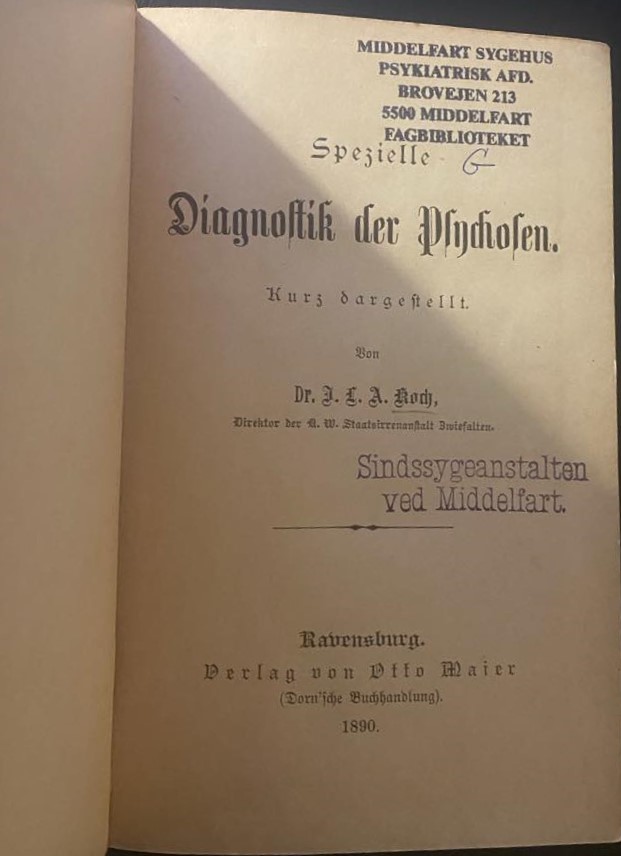 MIDDELFART SYGEHUS
PSYKIATRISK AFD.
BROVEJEN 213
5500 MIDDELFART
FAGBIBLIOTEKET
Spezielle G
Diagnoſtik der Pſychoſen.
Kurz dargeſtellt.
Von
Dr. J. L. A. Koch,
Direktor der K. W. Staatsirrenanſtalt Zwiefalten.
Sindssygeanstalten
ved Middelfart.
Ravensburg.
Verlag von Otto Maier
(Dorn'ſche Buchhandlung).
1890.